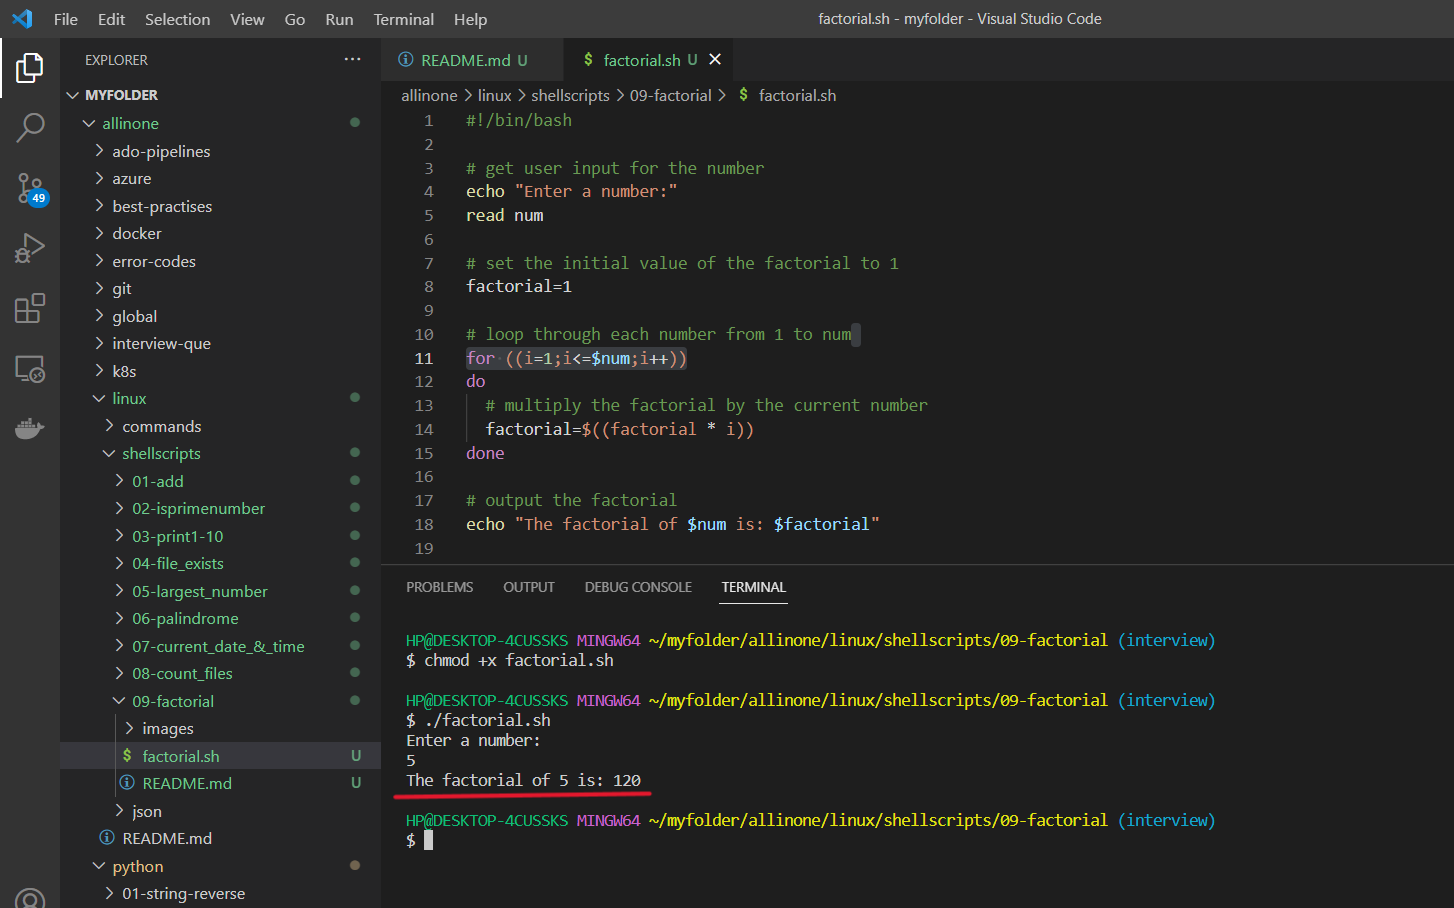 File Edit Selection View Go Run Terminal Help
factorial.sh - myfolder - Visual Studio Code
EXPLORER ···
MYFOLDER
allinone
ado-pipelines
azure
best-practises
docker
error-codes
git
global
interview-que
k8s
linux
commands
shellscripts
01-add
02-isprimenumber
03-print1-10
04-file_exists
05-largest_number
06-palindrome
07-current_date_&_time
08-count_files
09-factorial
images
$ factorial.sh U
README.md U
json
README.md
python
01-string-reverse
49
README.md U
$ factorial.sh U
allinone > linux > shellscripts > 09-factorial > $ factorial.sh
1 #!/bin/bash
2
3 # get user input for the number
4 echo "Enter a number:"
5 read num
6
7 # set the initial value of the factorial to 1
8 factorial=1
9
10 # loop through each number from 1 to num
11 for ((i=1;i<=$num;i++))
12 do
13 # multiply the factorial by the current number
14 factorial=$((factorial * i))
15 done
16
17 # output the factorial
18 echo "The factorial of $num is: $factorial"
19
PROBLEMS OUTPUT DEBUG CONSOLE TERMINAL
HP@DESKTOP-4CUSSKS MINGW64 ~/myfolder/allinone/linux/shellscripts/09-factorial (interview)
$ chmod +x factorial.sh
HP@DESKTOP-4CUSSKS MINGW64 ~/myfolder/allinone/linux/shellscripts/09-factorial (interview)
$ ./factorial.sh
Enter a number:
5
The factorial of 5 is: 120
HP@DESKTOP-4CUSSKS MINGW64 ~/myfolder/allinone/linux/shellscripts/09-factorial (interview)
$